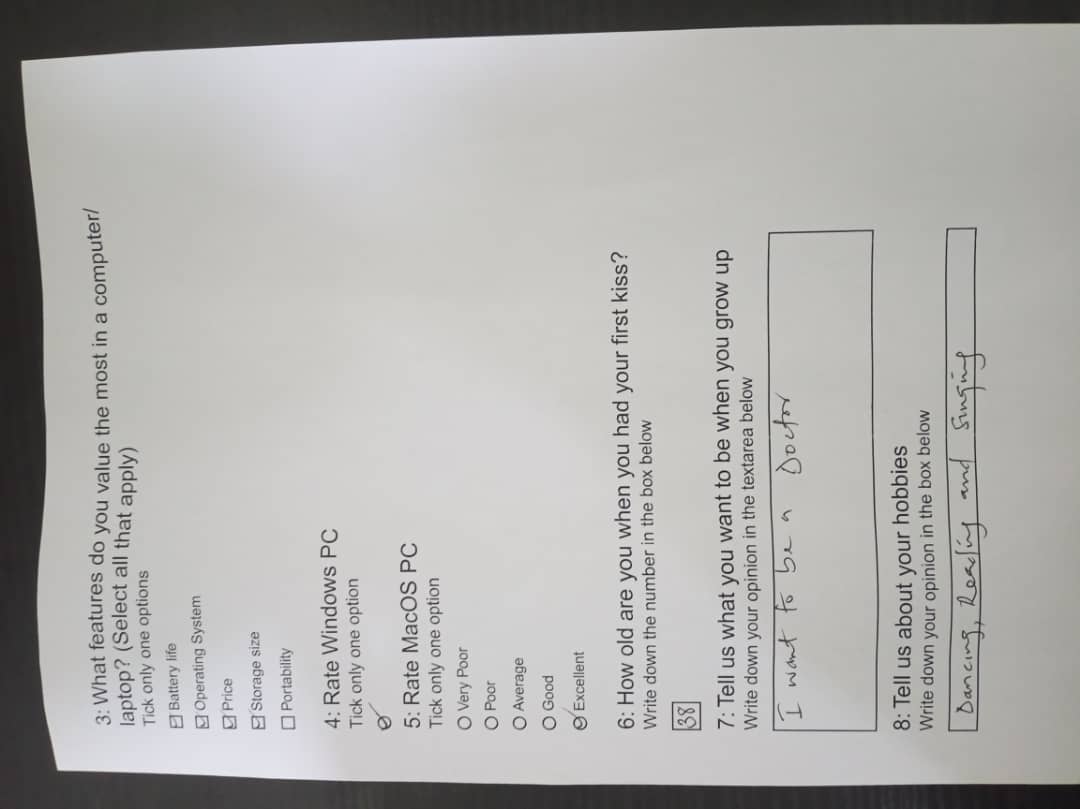 3: What features do you value the most in a computer/
laptop? (Select all that apply)
Tick only one options
☑ Battery life
☑ Operating System
☑ Price
☑ Storage size
☐ Portability
4: Rate Windows PC
Tick only one option
5: Rate MacOS PC
Tick only one option
Very Poor
Poor
Average
Good
Excellent
6: How old are you when you had your first kiss?
Write down the number in the box below
38
7: Tell us what you want to be when you grow up
Write down your opinion in the textarea below
I want to be a Doctor
8: Tell us about your hobbies
Write down your opinion in the box below
Dancing, Reading and singing